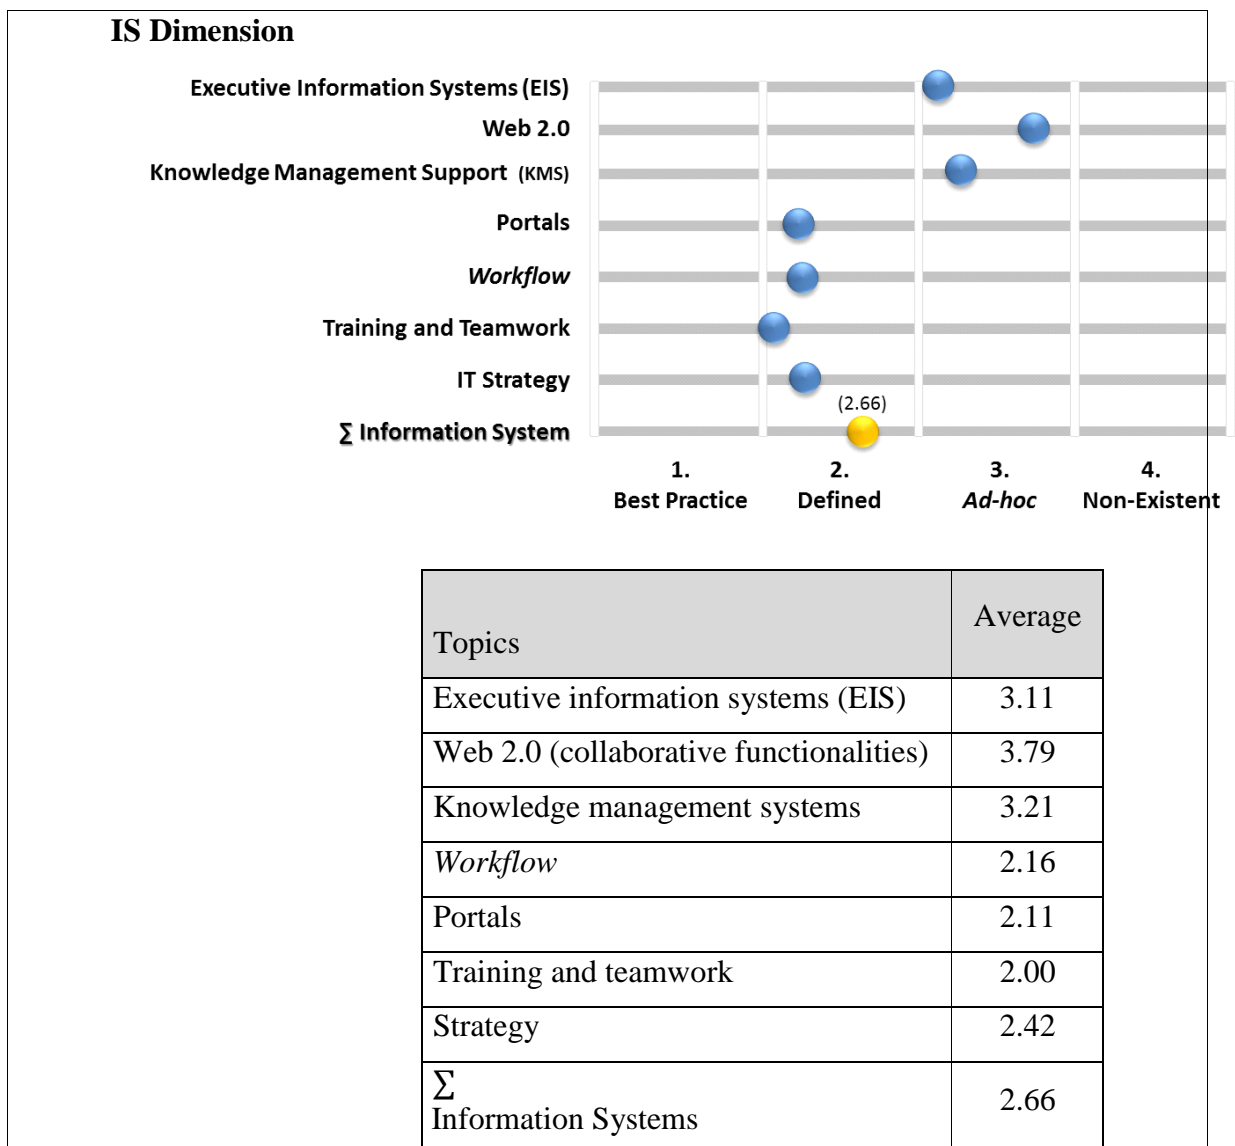 IS Dimension
Executive Information Systems (EIS)
Web 2.0
Knowledge Management Support (KMS)
Portals
Workflow
Training and Teamwork
IT Strategy
(2.66)
∑ Information System
1. 2. 3. 4.
Best Practice Defined Ad-hoc Non-Existent
Topics Average
Executive information systems (EIS) 3.11
Web 2.0 (collaborative functionalities) 3.79
Knowledge management systems 3.21
Workflow 2.16
Portals 2.11
Training and teamwork 2.00
Strategy 2.42
∑
Information Systems 2.66